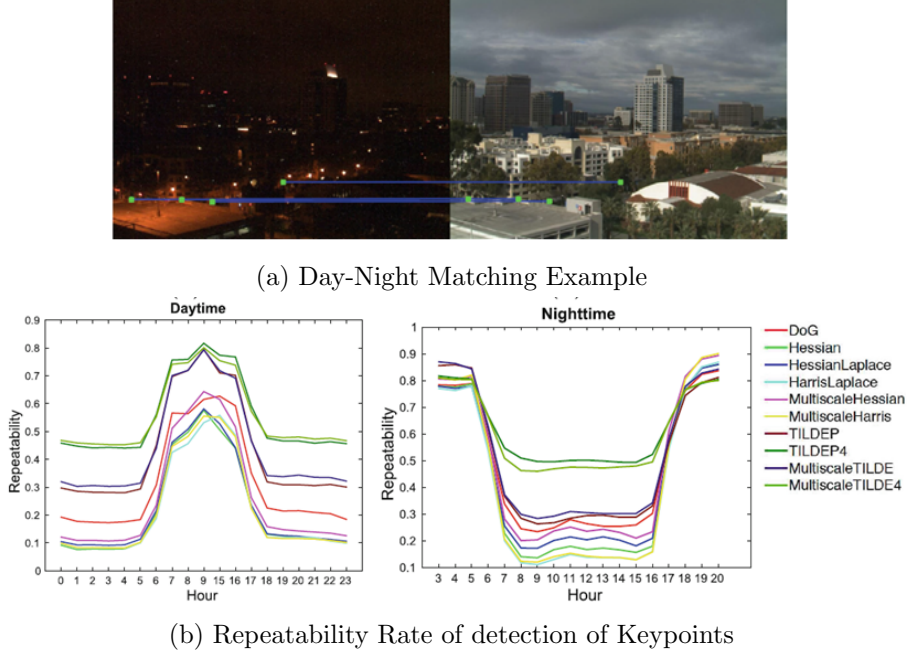 (a) Day-Night Matching Example
Daytime
Repeatability
0.9
0.8
0.7
0.6
0.5
0.4
0.3
0.2
0.1
0
0 1 2 3 4 5 6 7 8 9 15 16 17 18 19 20 21 22 23
Hour
Nighttime
Repeatability
1
0.9
0.8
0.7
0.6
0.5
0.4
0.3
0.2
0.1
3 4 5 6 7 8 9 10 11 12 13 14 15 16 17 18 19 20
Hour
DoG
Hessian
HessianLaplace
HarrisLaplace
MultiscaleHessian
MultiscaleHarris
TILDEP
TILDEP4
MultiscaleTILDE
MultiscaleTILDE4
(b) Repeatability Rate of detection of Keypoints